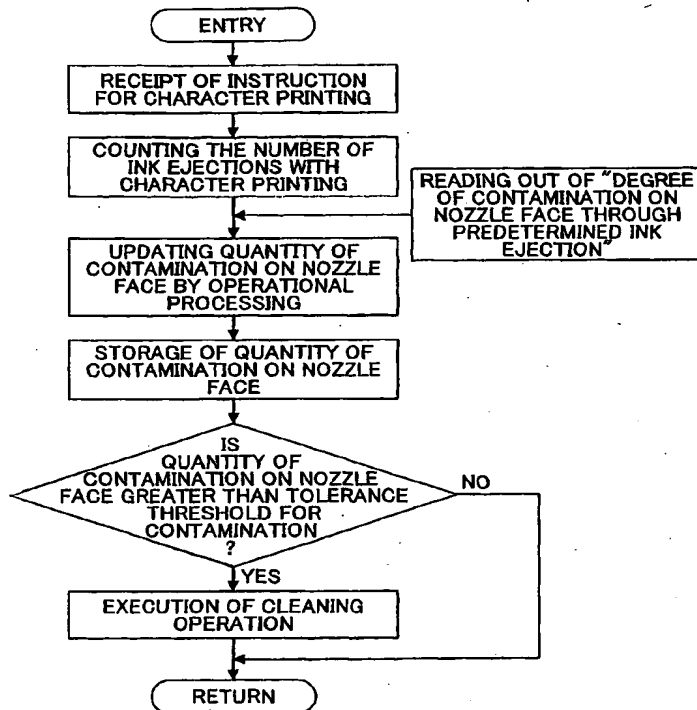 ENTRY
RECEIPT OF INSTRUCTION
FOR CHARACTER PRINTING
COUNTING THE NUMBER OF
INK EJECTIONS WITH
CHARACTER PRINTING
READING OUT OF "DEGREE
OF CONTAMINATION ON
NOZZLE FACE THROUGH
PREDETERMINED INK
EJECTION"
UPDATING QUANTITY OF
CONTAMINATION ON NOZZLE
FACE BY OPERATIONAL
PROCESSING
STORAGE OF QUANTITY OF
CONTAMINATION ON NOZZLE
FACE
IS
QUANTITY OF
CONTAMINATION ON NOZZLE
FACE GREATER THAN TOLERANCE
THRESHOLD FOR
CONTAMINATION
?
NO
YES
EXECUTION OF CLEANING
OPERATION
RETURN